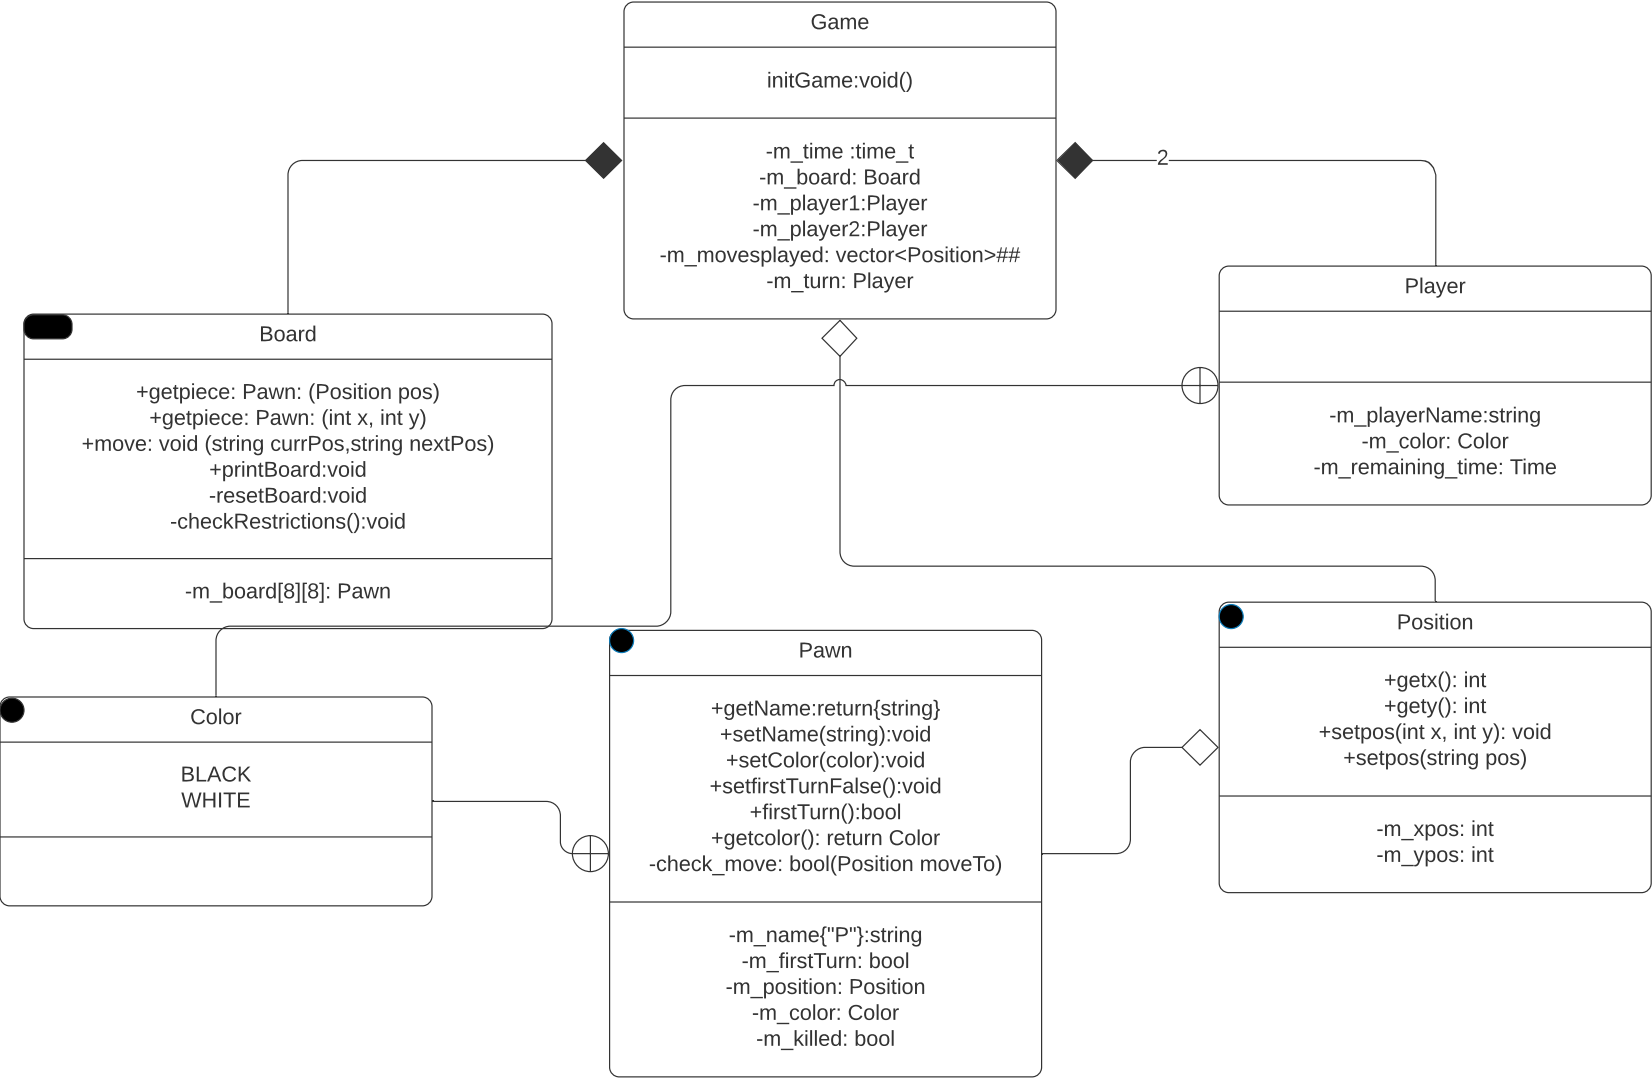 Game
initGame:void()
-m_time :time_t
-m_board: Board
-m_player1:Player
-m_player2:Player
-m_movesplayed: vector<Position>##
-m_turn: Player
2
Player
-m_playerName:string
-m_color: Color
-m_remaining_time: Time
Board
+getpiece: Pawn: (Position pos)
+getpiece: Pawn: (int x, int y)
+move: void (string currPos,string nextPos)
+printBoard:void
-resetBoard:void
-checkRestrictions():void
-m_board[8][8]: Pawn
Color
BLACK
WHITE
Pawn
+getName:return{string}
+setName(string):void
+setColor(color):void
+setfirstTurnFalse():void
+firstTurn():bool
+getcolor(): return Color
-check_move: bool(Position moveTo)
-m_name{"P"}:string
-m_firstTurn: bool
-m_position: Position
-m_color: Color
-m_killed: bool
Position
+getx(): int
+gety(): int
+setpos(int x, int y): void
+setpos(string pos)
-m_xpos: int
-m_ypos: int